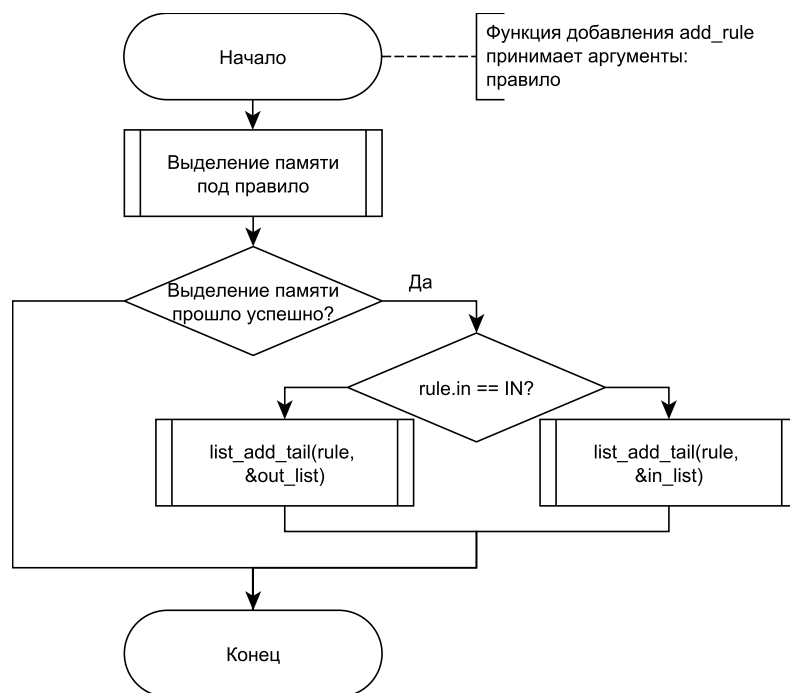 Начало
Функция добавления add_rule
принимает аргументы:
правило
Выделение памяти
под правило
Выделение памяти
прошло успешно?
Да
rule.in == IN?
list_add_tail(rule,
&out_list)
list_add_tail(rule,
&in_list)
Конец